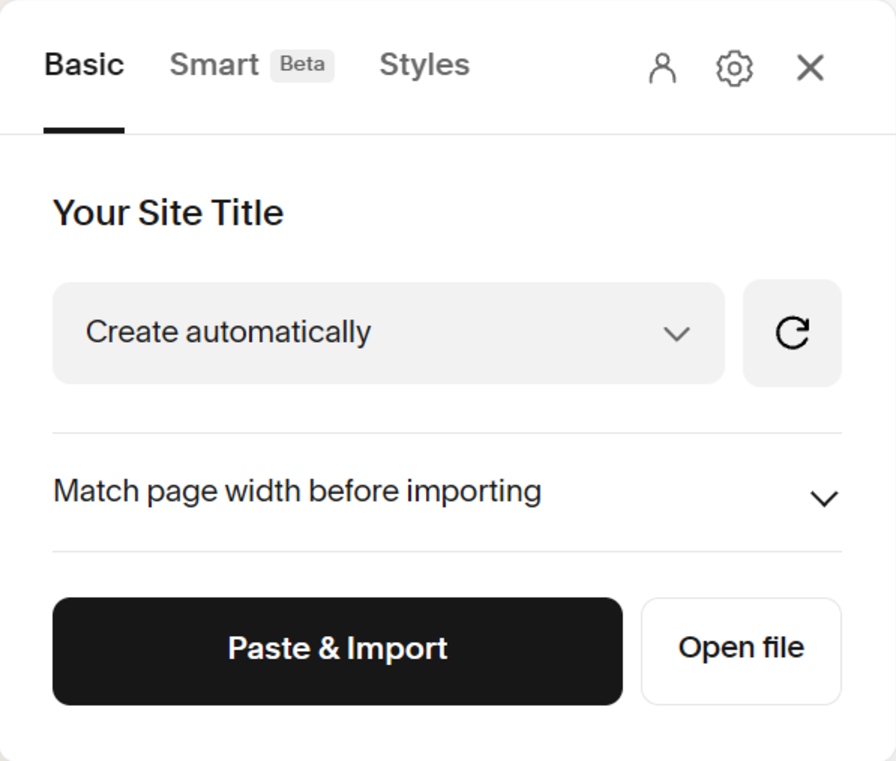 Basic Smart Beta Styles
Your Site Title
Create automatically
Match page width before importing
Paste & Import Open file